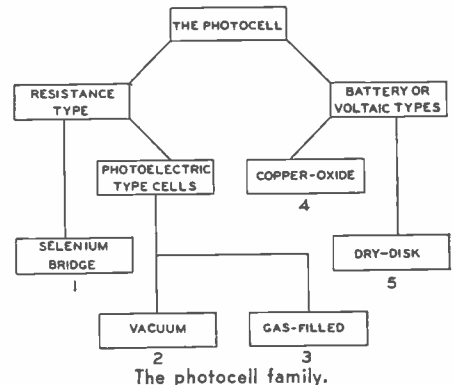 THE PHOTOCELL
RESISTANCE
TYPE
BATTERY OR
VOLTAIC TYPES
PHOTOELECTRIC
TYPE CELLS
COPPER-OXIDE
4
SELENIUM
BRIDGE
1
DRY-DISK
5
VACUUM
2
GAS-FILLED
3
The photocell family.